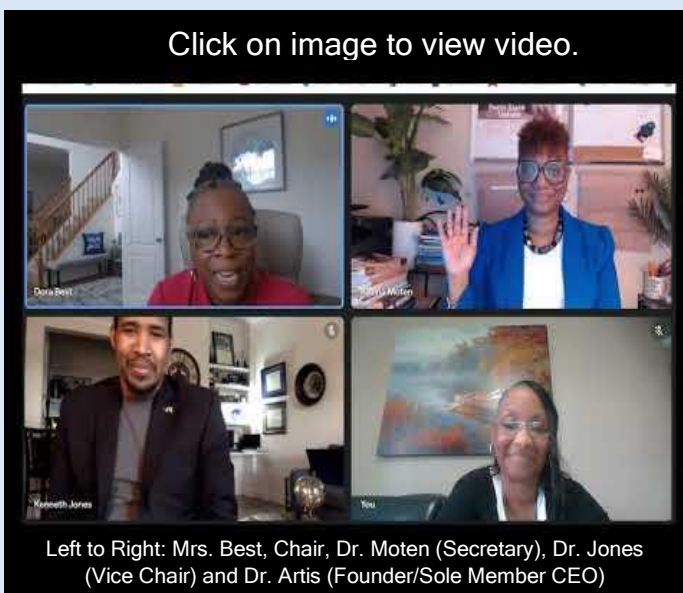 Click on image to view video.
Dora Best
Moten
Kenneth Jones
You
Left to Right: Mrs. Best, Chair, Dr. Moten (Secretary), Dr. Jones
(Vice Chair) and Dr. Artis (Founder/Sole Member CEO)